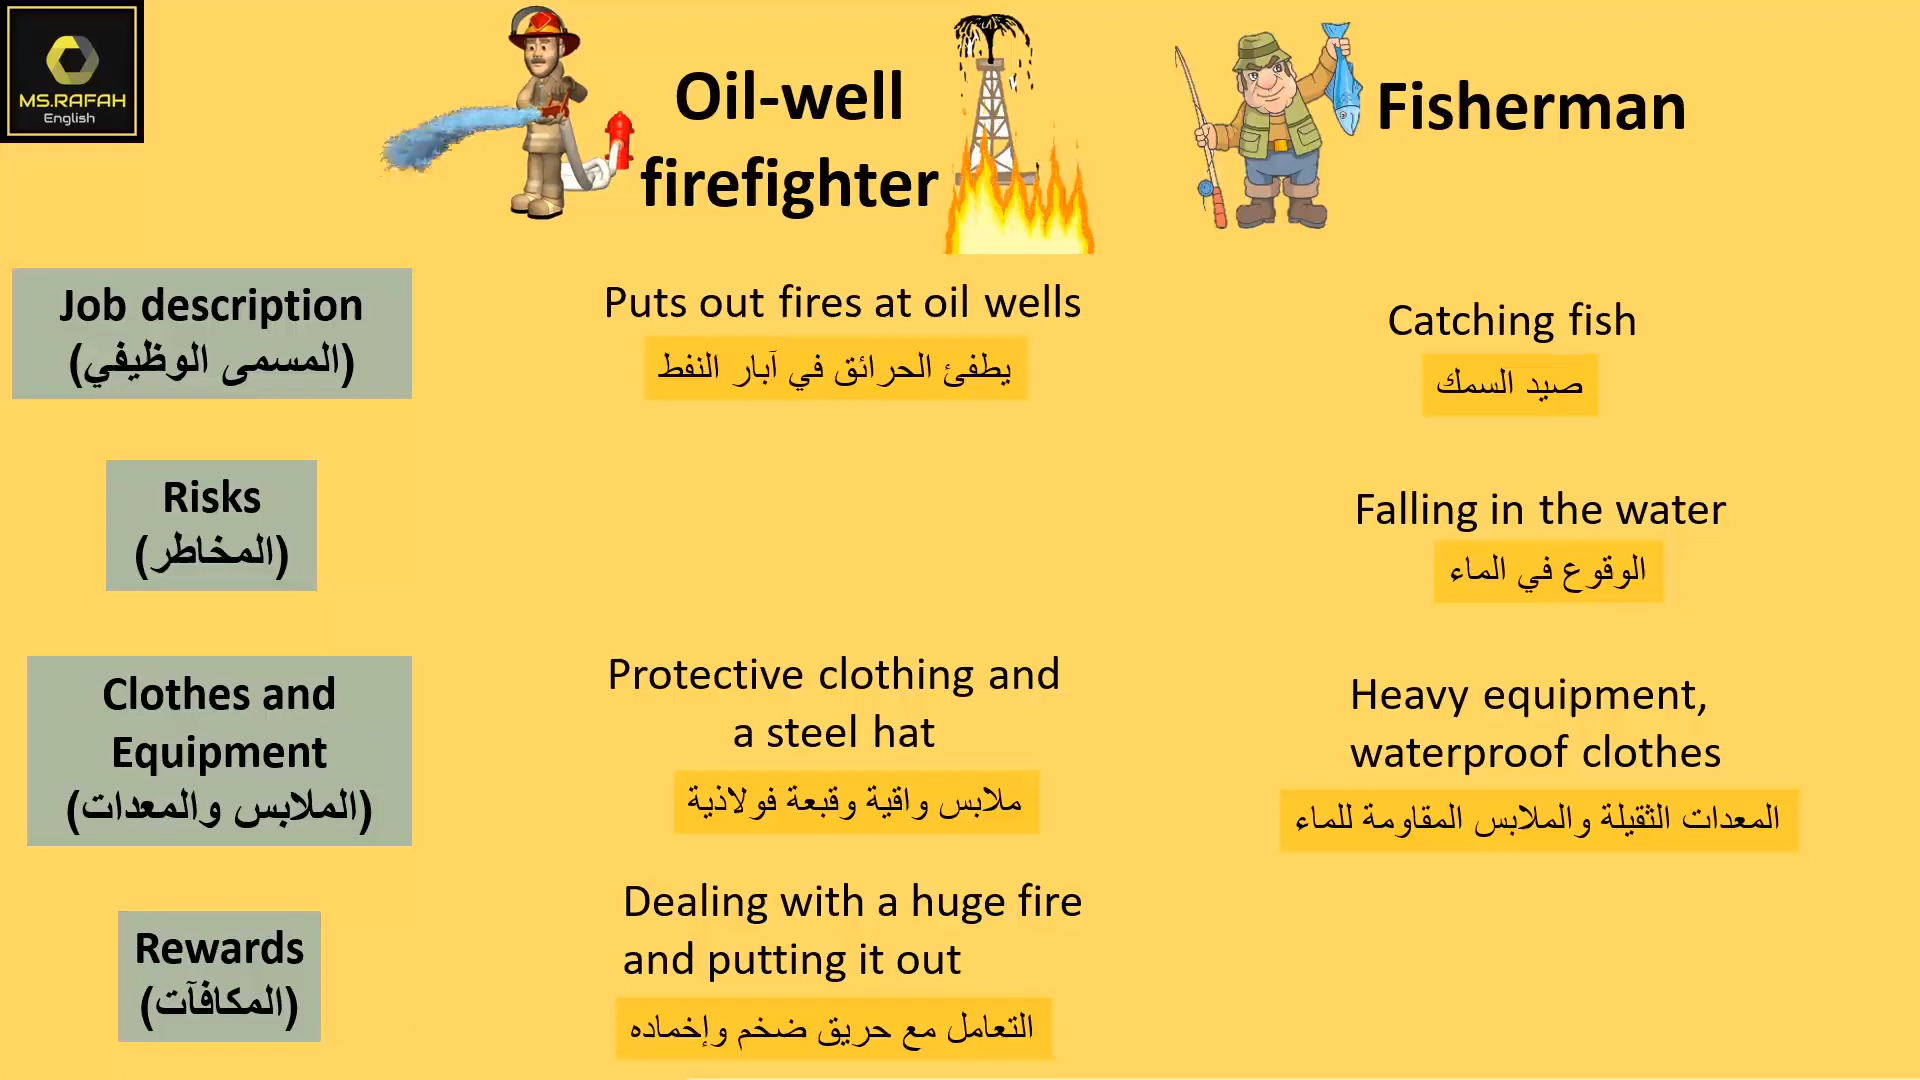 MS.RAFAH
English
Oil-well
firefighter
Fisherman
Job description
(المسمى الوظيفي)
Puts out fires at oil wells
يطفئ الحرائق في آبار النفط
Catching fish
صيد السمك
Risks
(المخاطر)
Falling in the water
الوقوع في الماء
Clothes and
Equipment
(الملابس والمعدات)
Protective clothing and
a steel hat
ملابس واقية وقبعة فولاذية
Heavy equipment,
waterproof clothes
المعدات الثقيلة والملابس المقاومة للماء
Rewards
(المكافآت)
Dealing with a huge fire
and putting it out
التعامل مع حريق ضخم وإخماده